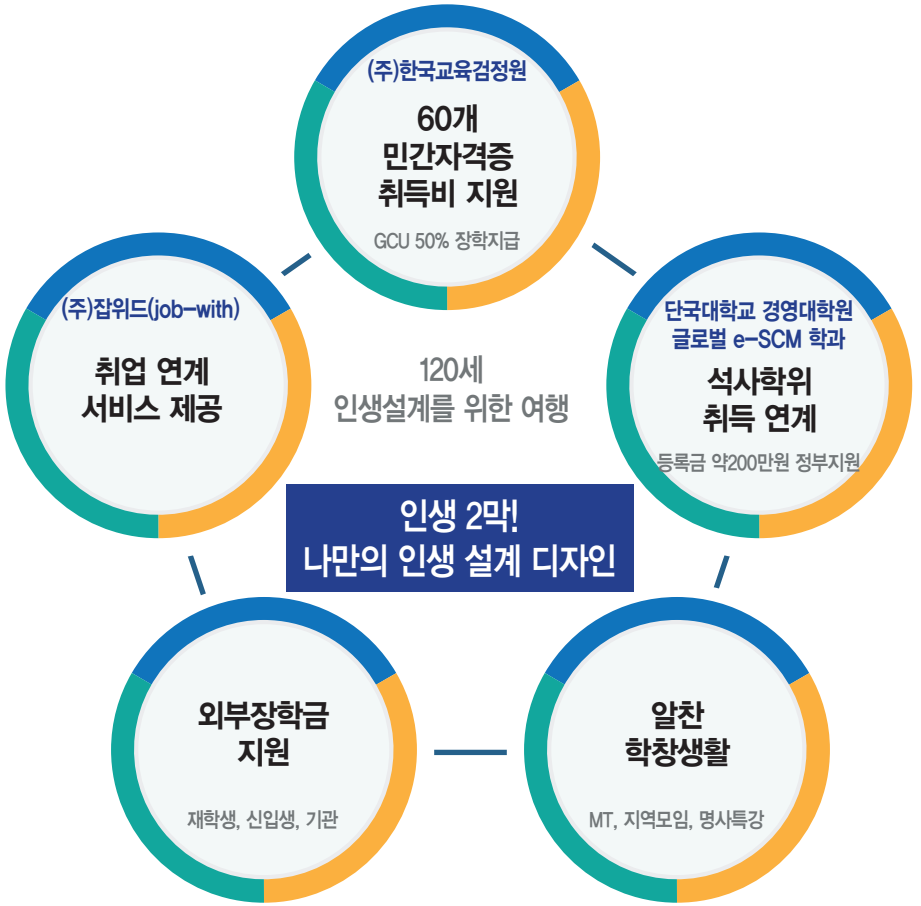 (주)한국교육검정원
60개
민간자격증
취득비 지원
GCU 50% 장학지급
(주)잡위드(job-with)
취업 연계
서비스 제공
120세
인생설계를 위한 여행
단국대학교 경영대학원
글로벌 e-SCM 학과
석사학위
취득 연계
등록금 약200만원 정부지원
인생 2막!
나만의 인생 설계 디자인
외부장학금
지원
재학생, 신입생, 기관
알찬
학창생활
MT, 지역모임, 명사특강